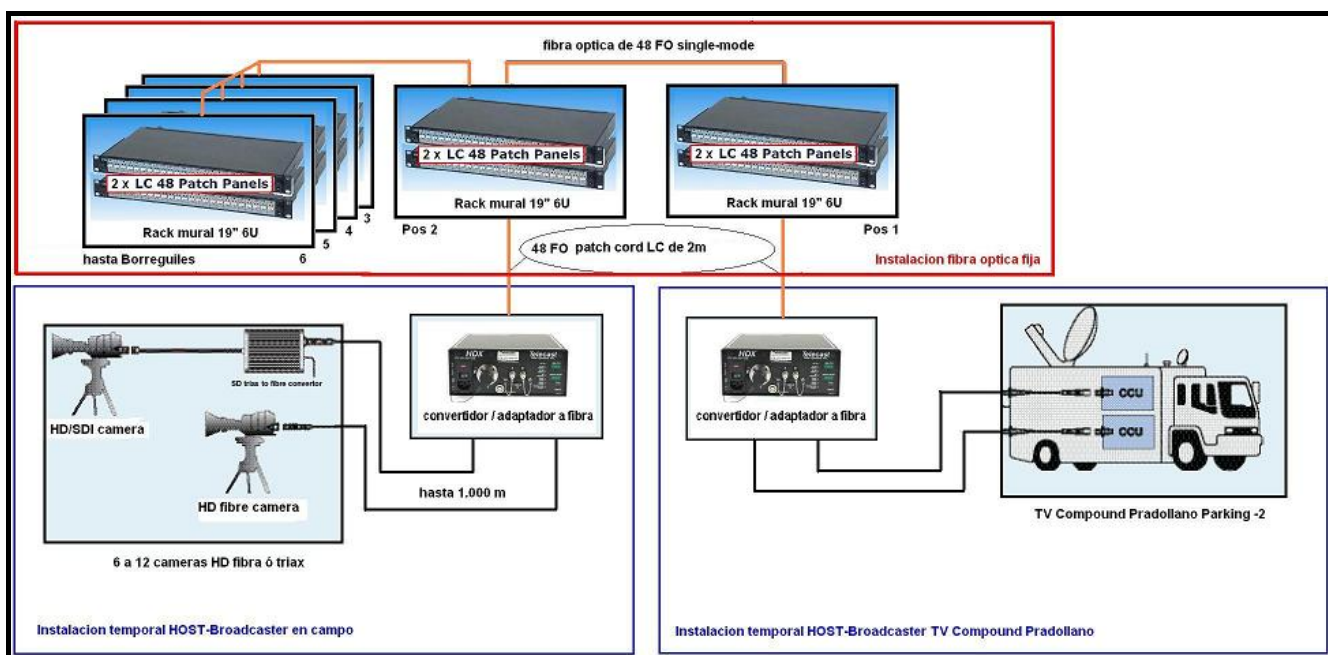 fibra optica de 48 FO single-mode
2 x LC 48 Patch Panels
Rack mural 19" 6U
hasta Borreguiles
6
5
4
3
2 x LC 48 Patch Panels
Rack mural 19" 6U
Pos 2
2 x LC 48 Patch Panels
Rack mural 19" 6U
Pos 1
48 FO patch cord LC de 2m
Instalacion fibra optica fija
HD/SDI camera
SD triax to fibre convertor
HD fibre camera
6 a 12 cameras HD fibra ó triax
HDX
Telecast
convertidor / adaptador a fibra
hasta 1.000 m
Instalacion temporal HOST-Broadcaster en campo
HDX
Telecast
convertidor / adaptador a fibra
CCU
CCU
TV Compound Pradollano Parking -2
Instalacion temporal HOST-Broadcaster TV Compound Pradollano